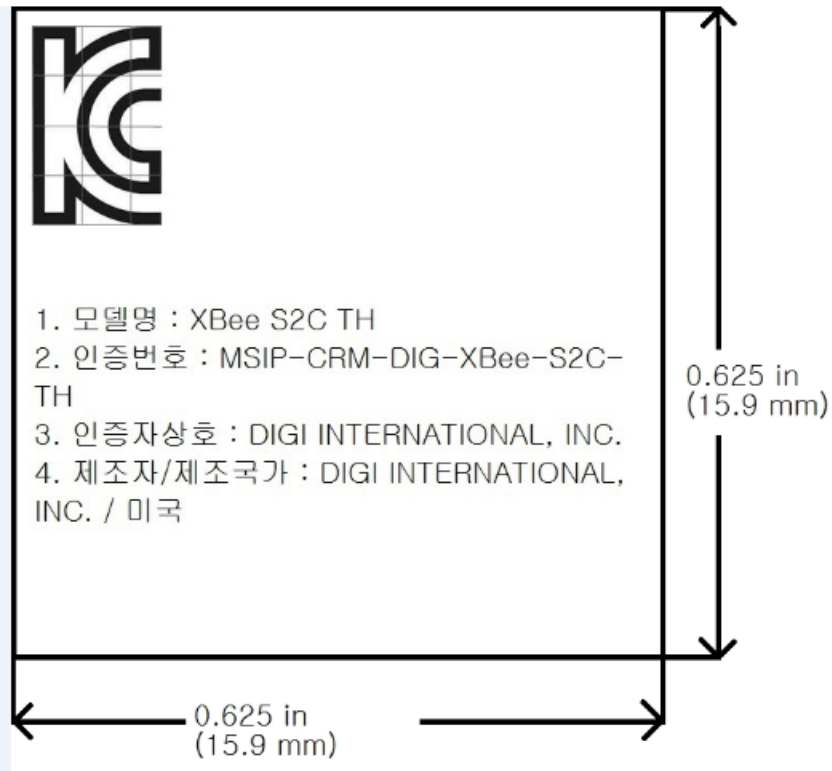 KC
1. 모델명 : XBee S2C TH
2. 인증번호 : MSIP-CRM-DIG-XBee-S2C-
TH
3. 인증자상호 : DIGI INTERNATIONAL, INC.
4. 제조자/제조국가 : DIGI INTERNATIONAL,
INC. / 미국
0.625 in
(15.9 mm)
0.625 in
(15.9 mm)